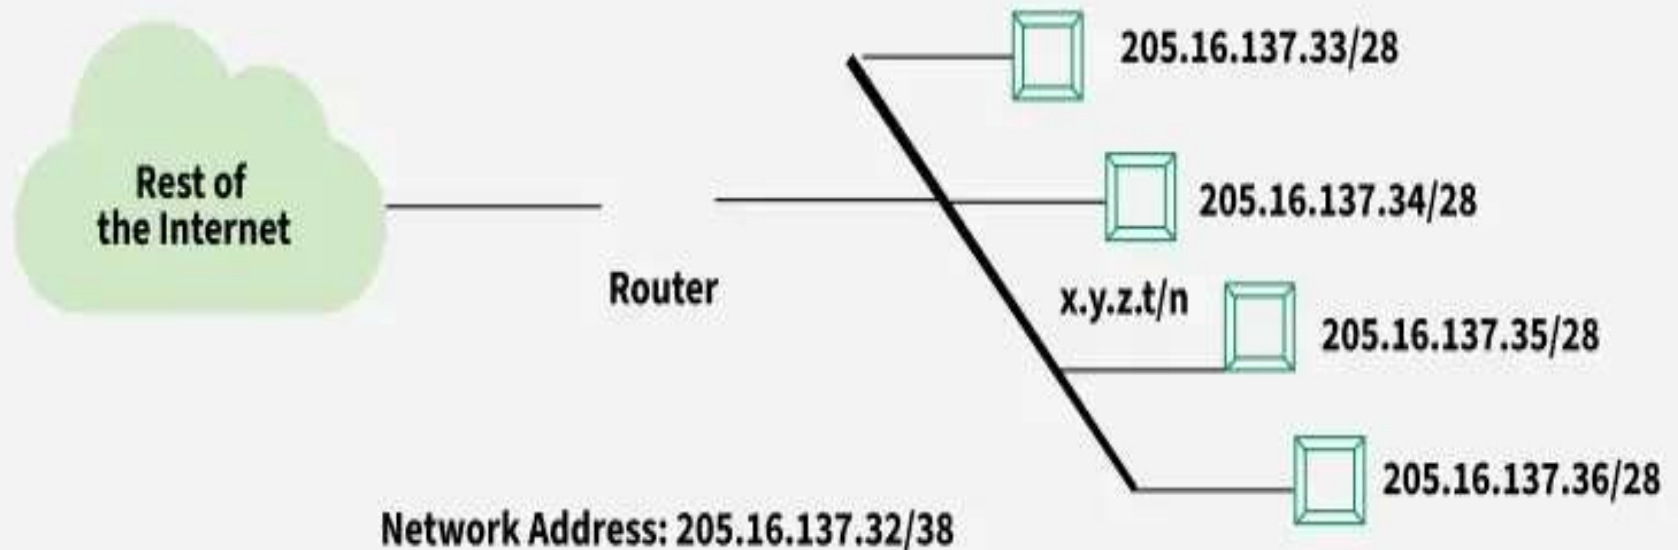 205.16.137.33/28
Rest of
the Internet
205.16.137.34/28
Router
x.y.z.t/n
205.16.137.35/28
205.16.137.36/28
Network Address: 205.16.137.32/38